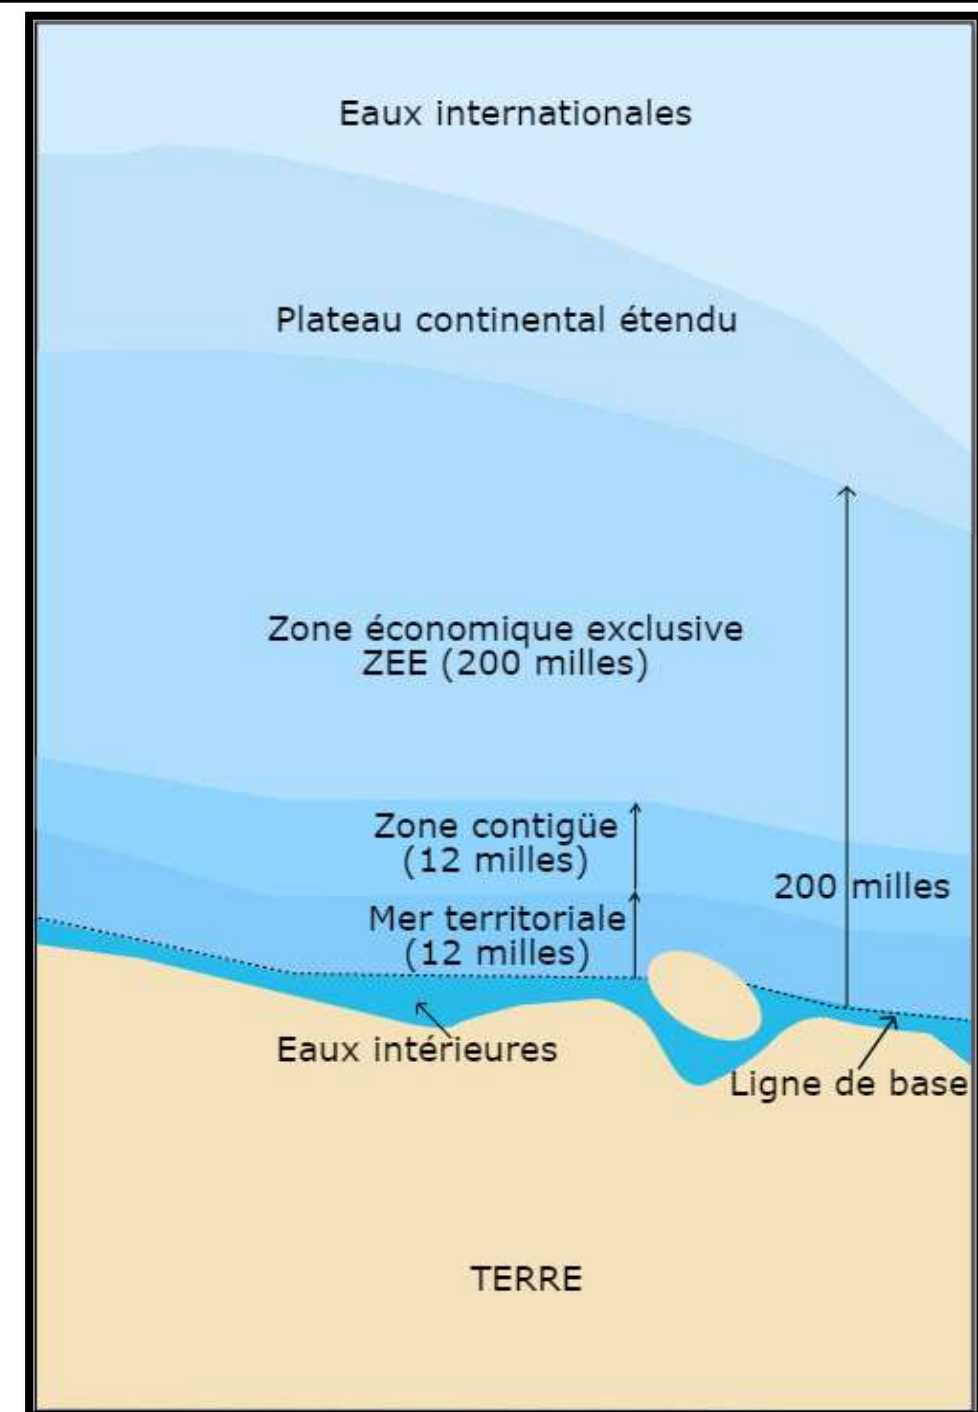 Eaux internationales
Plateau continental étendu
Zone économique exclusive
ZEE (200 milles)
Zone contigüe
(12 milles)
200 milles
Mer territoriale
(12 milles)
Eaux intérieures
Ligne de base
TERRE